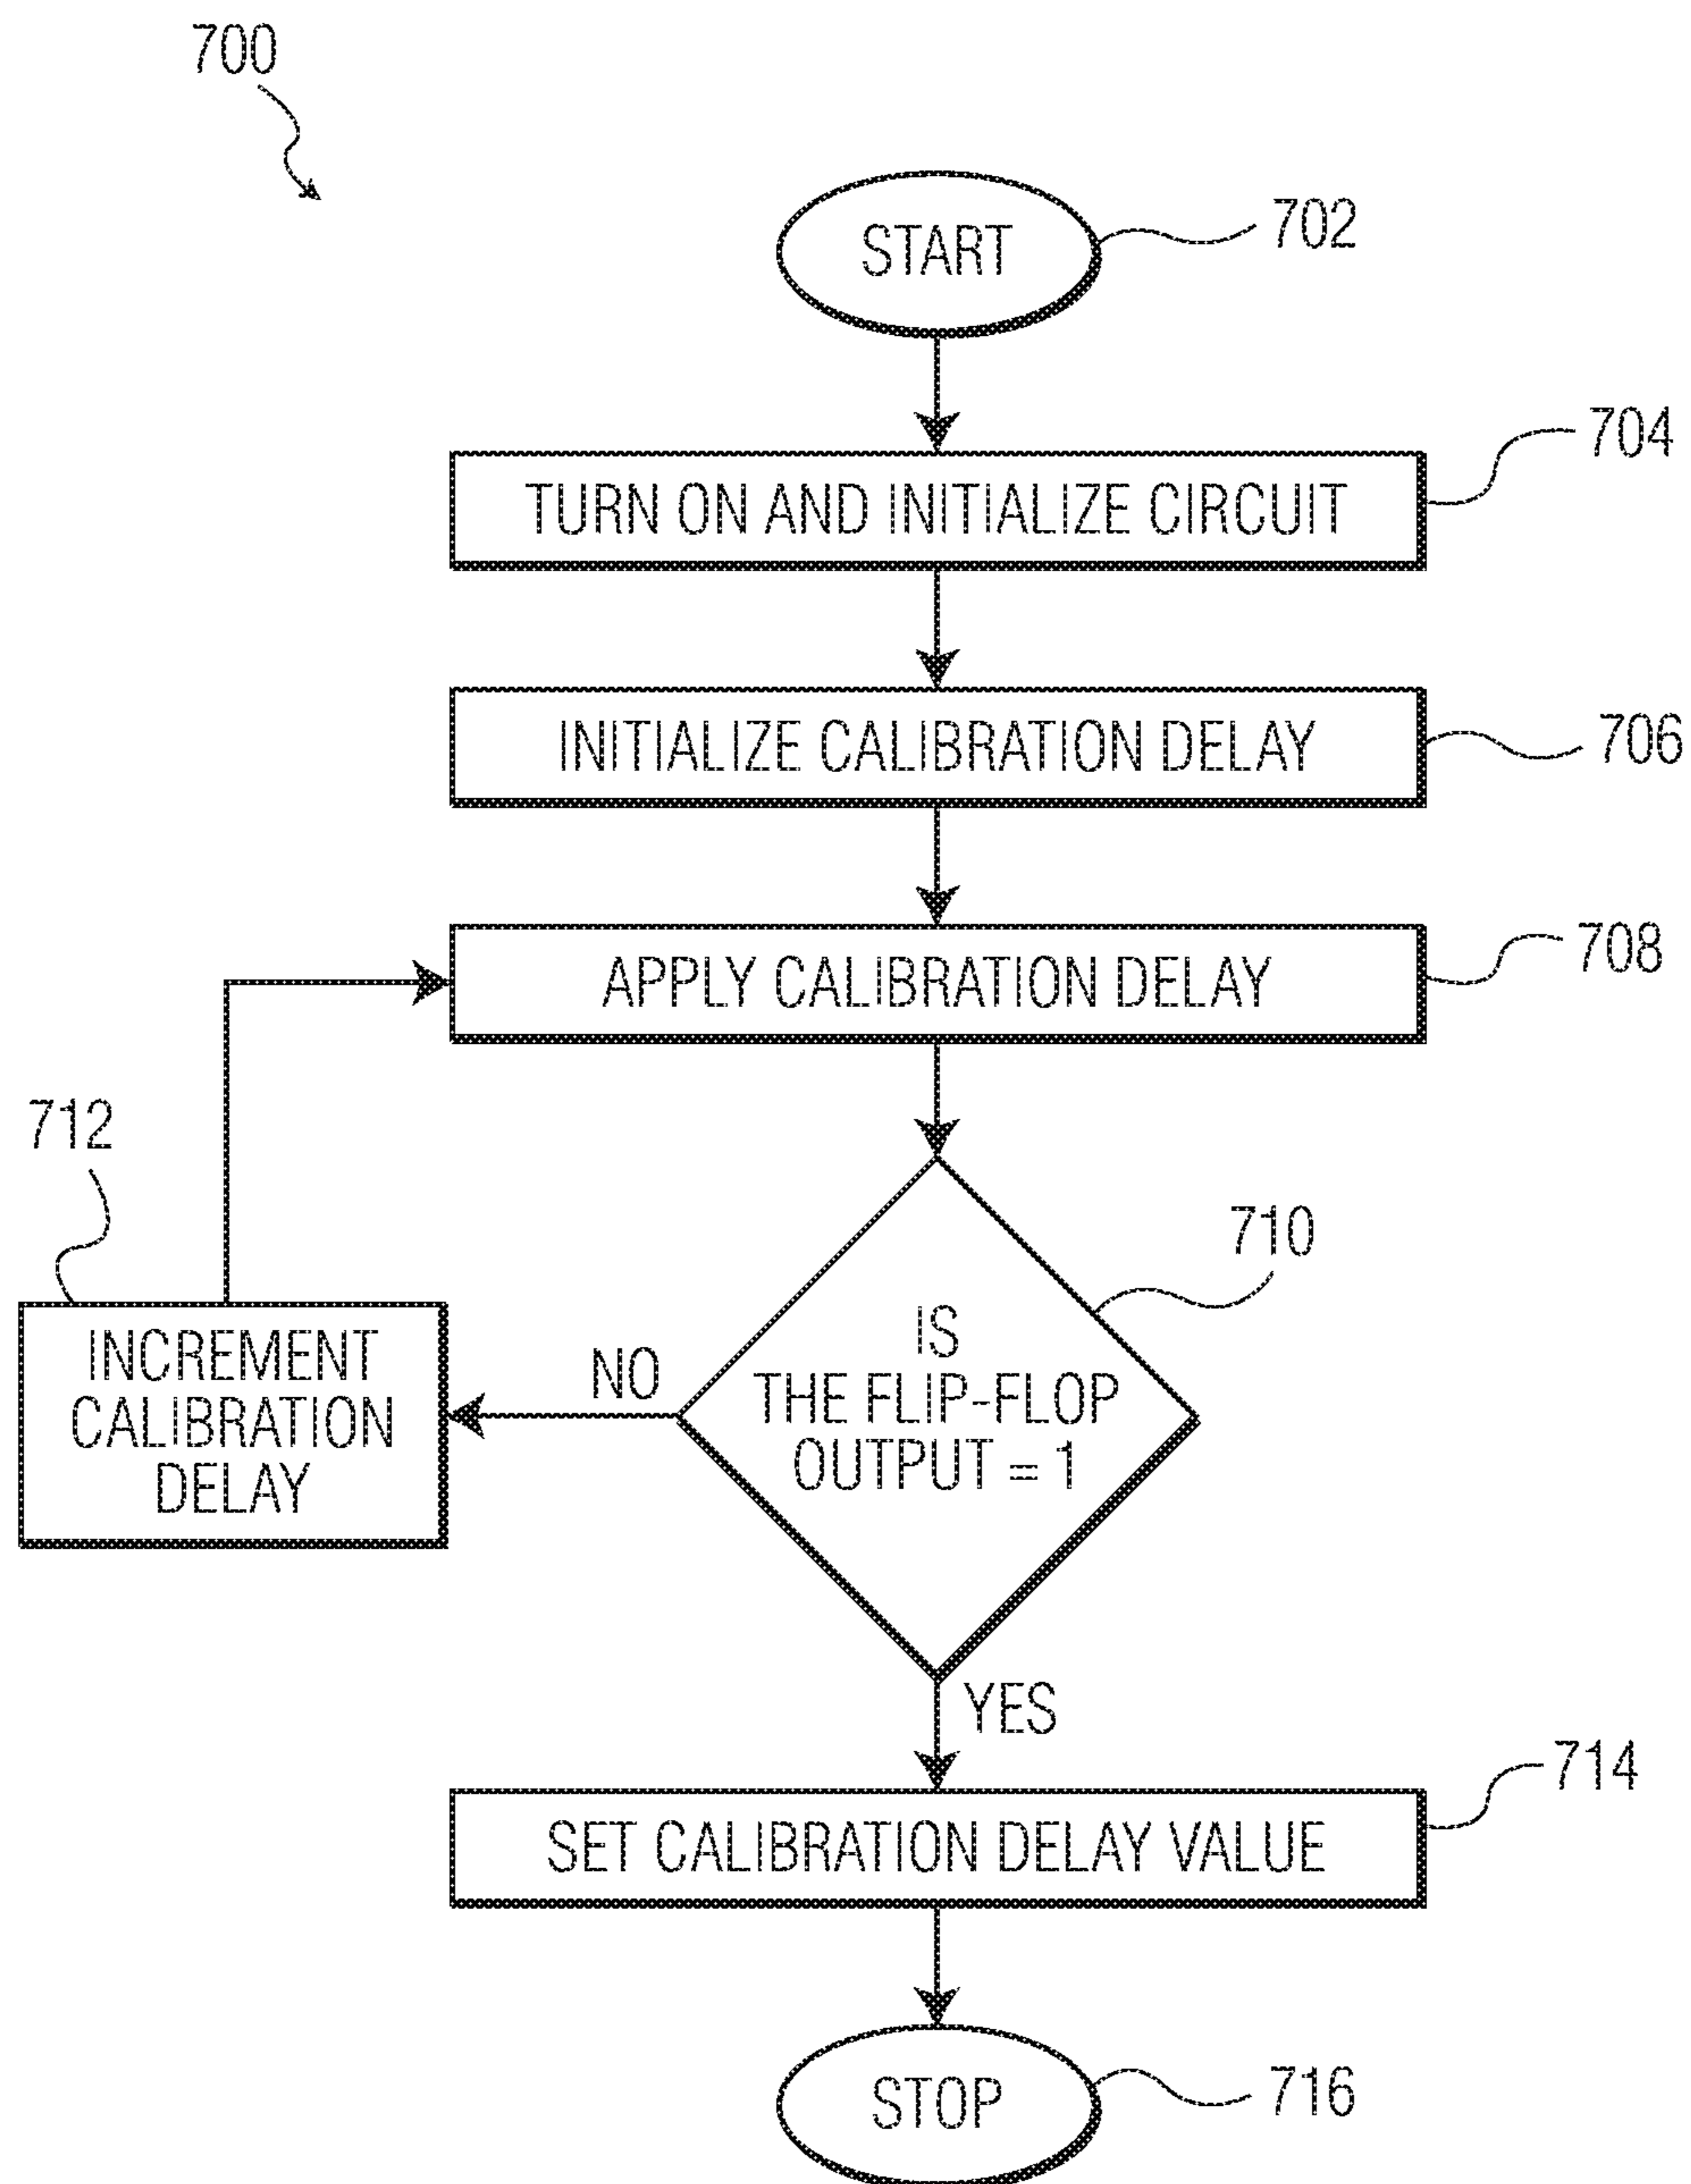 700
START
702
TURN ON AND INITIALIZE CIRCUIT
704
INITIALIZE CALIBRATION DELAY
706
APPLY CALIBRATION DELAY
708
712
INCREMENT
CALIBRATION
DELAY
NO
710
IS
THE FLIP-FLOP
OUTPUT = 1
YES
SET CALIBRATION DELAY VALUE
714
STOP
716